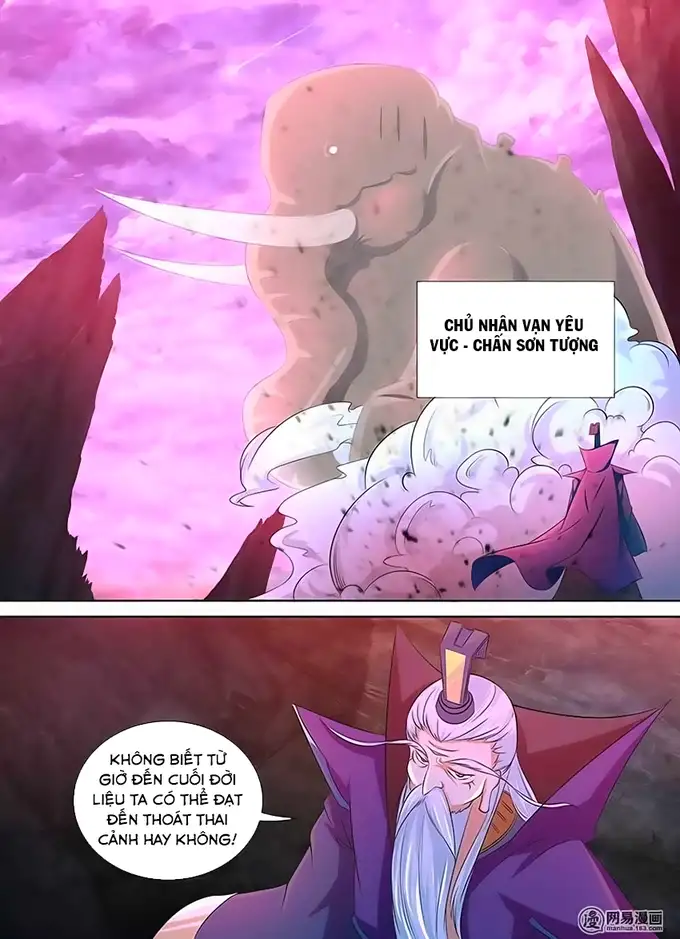 CHỦ NHÂN VẠN YÊU
VỰC - CHẤN SƠN TƯỢNG
KHÔNG BIẾT TỪ
GIỜ ĐẾN CUỐI ĐỜI
LIỆU TA CÓ THỂ ĐẠT
ĐẾN THOÁT THAI
CẢNH HAY KHÔNG!
网易漫画
manhua.163.com